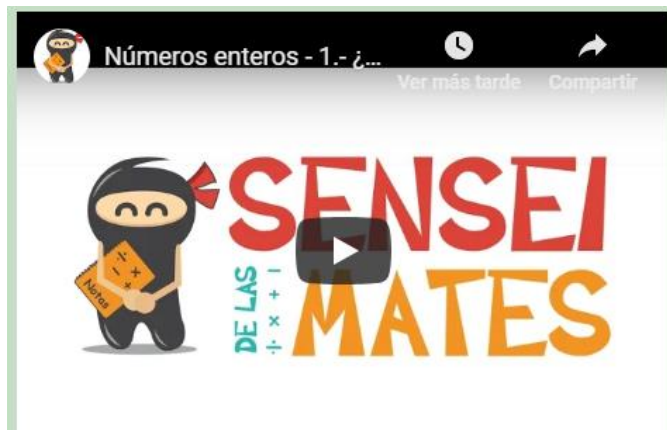 Números enteros - 1.- ¿...
Ver más tarde
Compartir
SENSEI
DE LAS
÷ × + -
MATES
Notas
÷
- ×
+